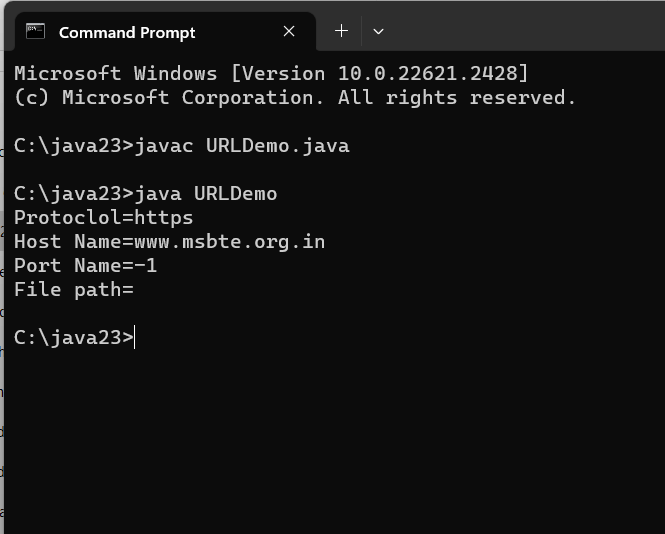 Command Prompt
Microsoft Windows [Version 10.0.22621.2428]
(c) Microsoft Corporation. All rights reserved.
C:\java23>javac URLDemo.java
C:\java23>java URLDemo
Protoclol=https
Host Name=www.msbte.org.in
Port Name=-1
File path=
C:\java23>